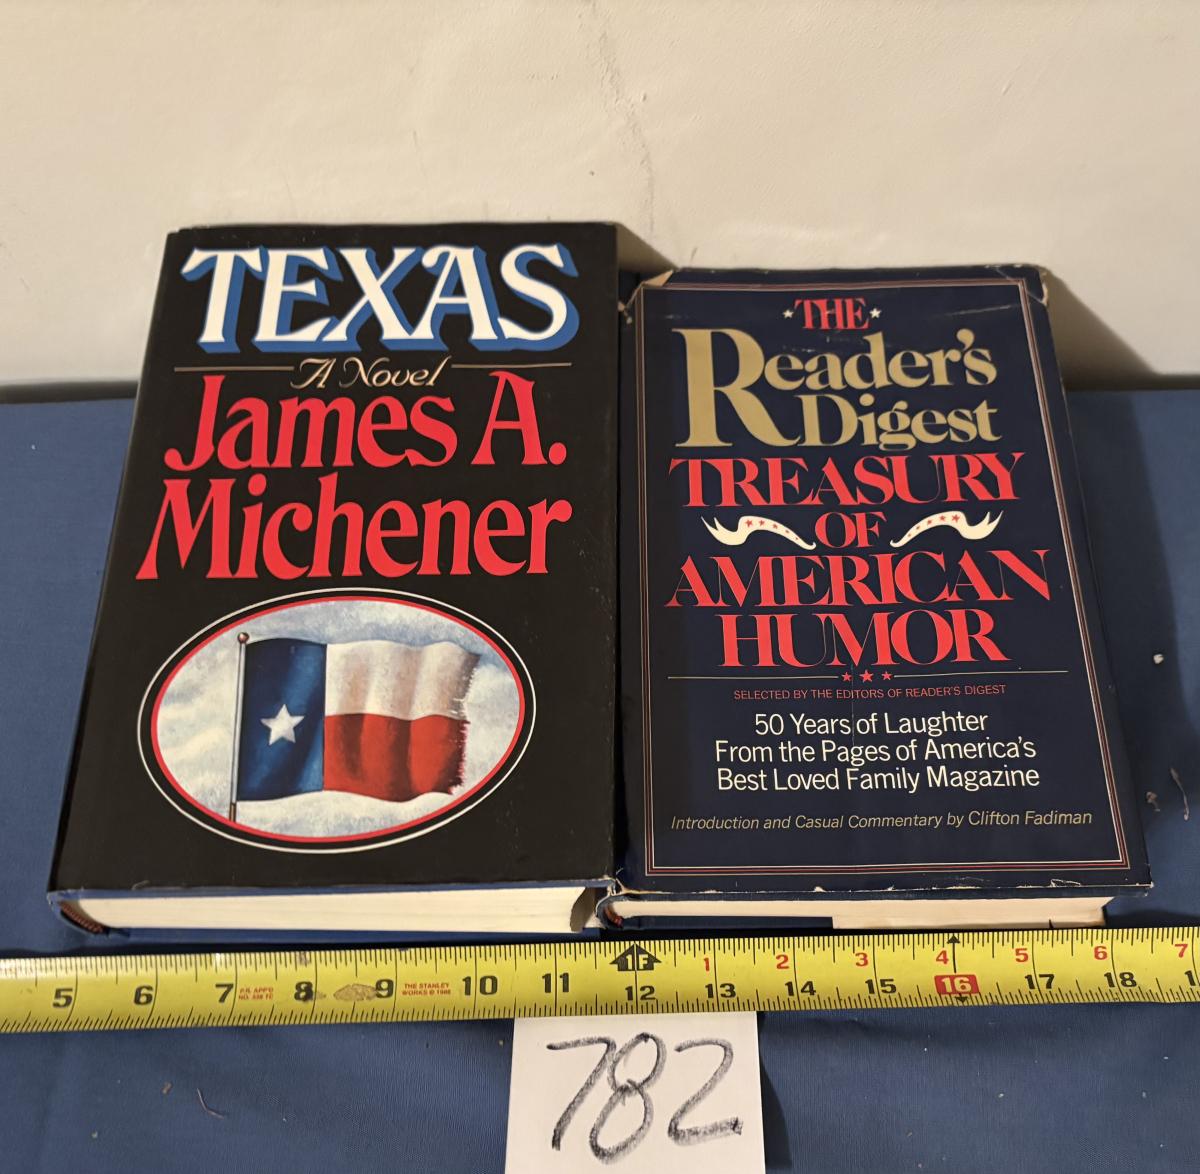 TEXAS
A Novel
James A.
Michener
THE
Reader's
Digest
TREASURY
OF
AMERICAN
HUMOR
SELECTED BY THE EDITORS OF READER'S DIGEST
50 Years of Laughter
From the Pages of America's
Best Loved Family Magazine
Introduction and Casual Commentary by Clifton Fadiman
1F 1 2 3 4 5 6 7
5 6 7 8 9 10 11 12 13 14 15 16 17 18
THE STANLEY
WORKS © 1986
782